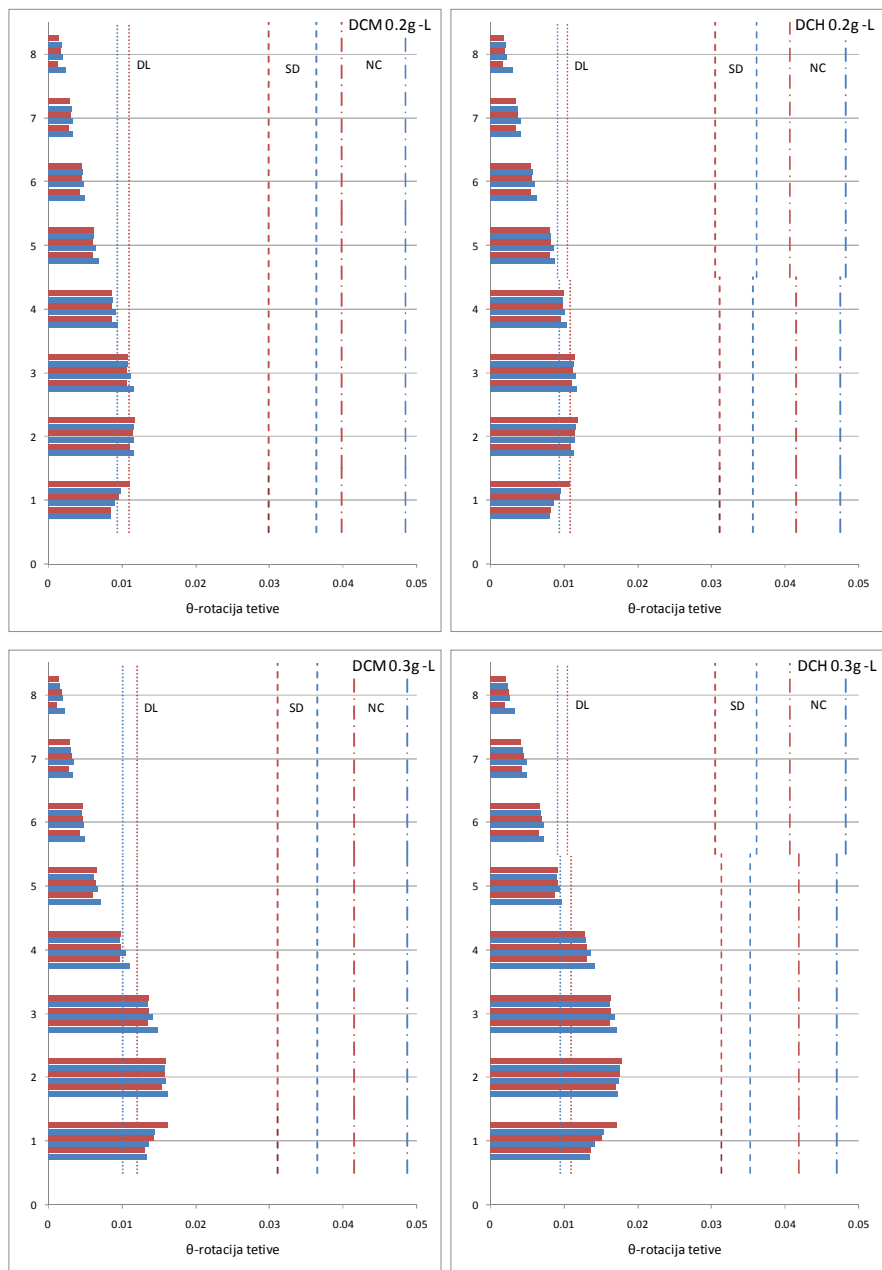 DCM 0.2g -L
8
DL
SD
NC
7
6
5
4
3
2
1
0
0 0.01 0.02 0.03 0.04 0.05
θ-rotacija tetive
DCH 0.2g -L
8
DL
SD
NC
7
6
5
4
3
2
1
0
0 0.01 0.02 0.03 0.04 0.05
θ-rotacija tetive
DCM 0.3g -L
8
DL
SD
NC
7
6
5
4
3
2
1
0
0 0.01 0.02 0.03 0.04 0.05
θ-rotacija tetive
DCH 0.3g -L
8
DL
SD
NC
7
6
5
4
3
2
1
0
0 0.01 0.02 0.03 0.04 0.05
θ-rotacija tetive